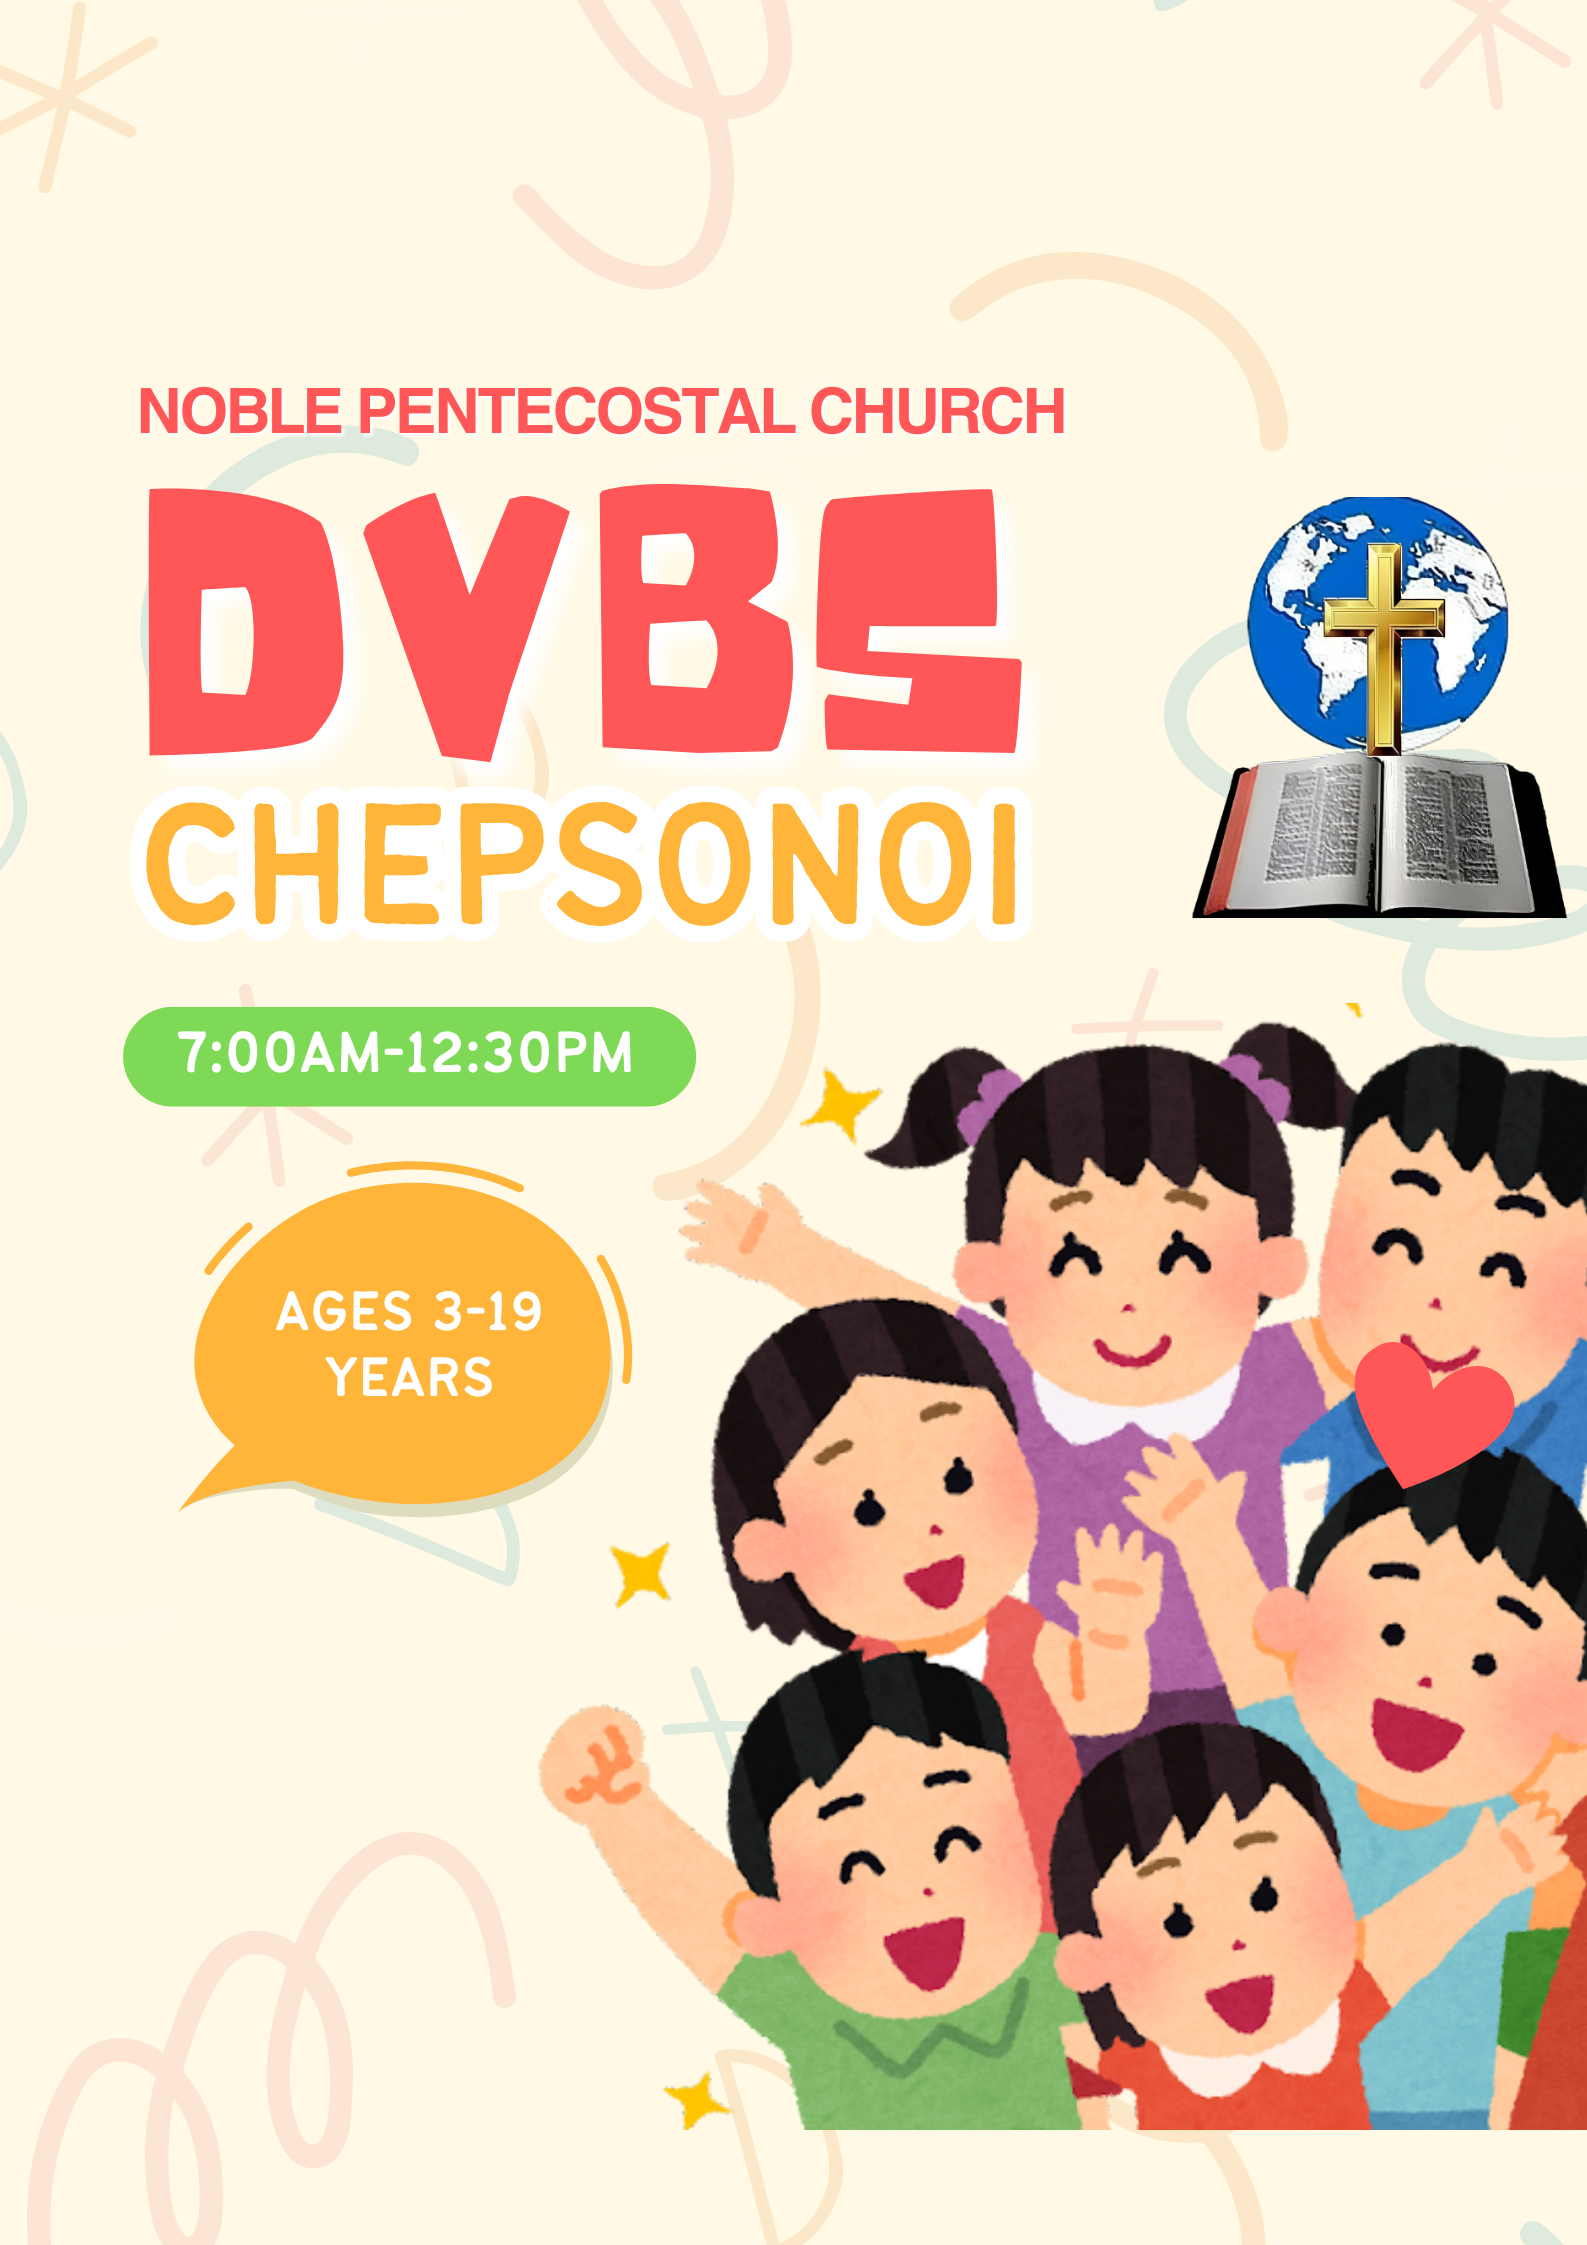 NOBLE PENTECOSTAL CHURCH
DVBS
CHEPSONOI
7:00AM-12:30PM
AGES 3-19
YEARS